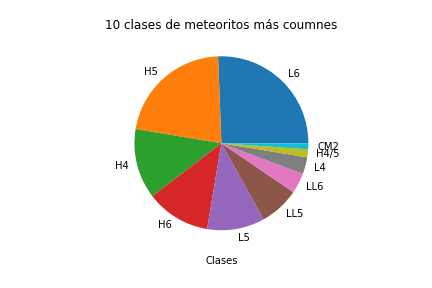 10 clases de meteoritos más coumnes
L6
H5
H4
H6
L5
LL5
LL6
L4
H4/5
CM2
Clases